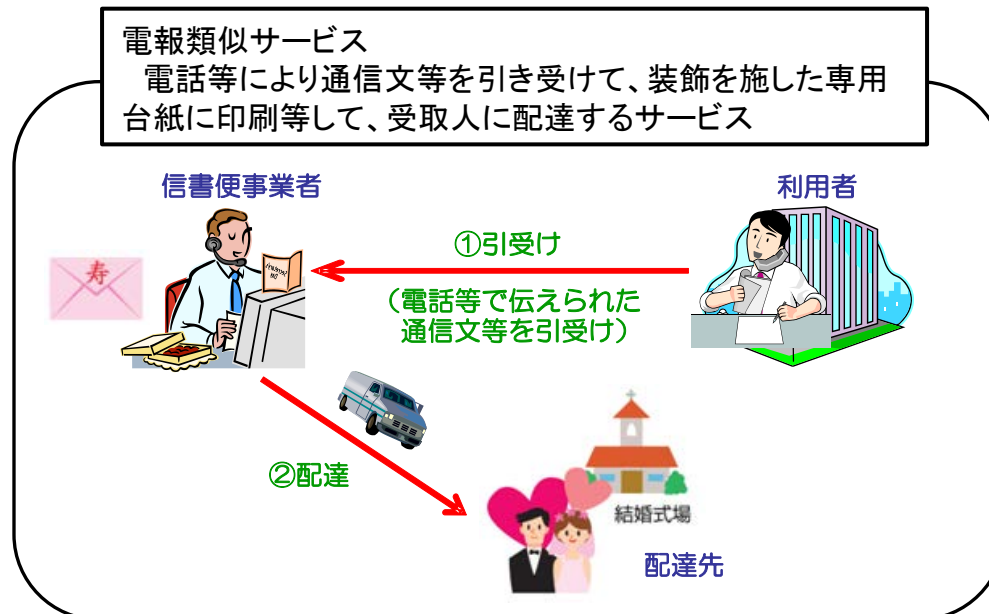 電報類似サービス
電話等により通信文等を引き受けて、装飾を施した専用
台紙に印刷等して、受取人に配達するサービス
信書便事業者
利用者
寿
①引受け
（電話等で伝えられた
通信文等を引受け）
②配達
結婚式場
配達先